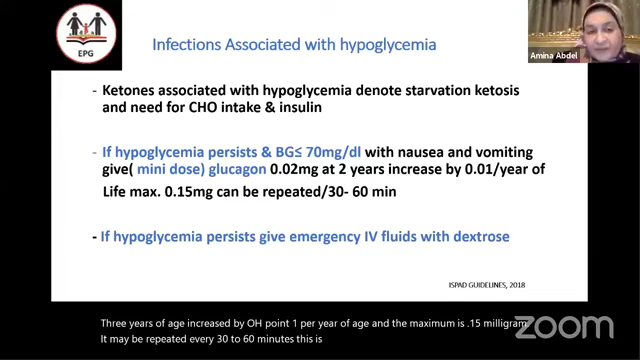 EPG
Infections Associated with hypoglycemia
Amina Abdel
- Ketones associated with hypoglycemia denote starvation ketosis
and need for CHO intake & insulin
- If hypoglycemia persists & BG≤ 70mg/dl with nausea and vomiting
give( mini dose) glucagon 0.02mg at 2 years increase by 0.01/year of
Life max. 0.15mg can be repeated/30- 60 min
- If hypoglycemia persists give emergency IV fluids with dextrose
ISPAD GUIDELINES, 2018
Three years of age increased by OH point 1 per year of age and the maximum is .15 milligram.
It may be repeated every 30 to 60 minutes this is
zoom